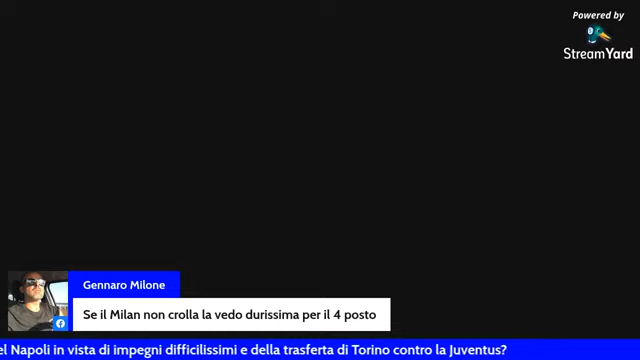 Powered by
StreamYard
Gennaro Milone
Se il Milan non crolla la vedo durissima per il 4 posto
Napoli in vista di impegni difficilissimi e della trasferta di Torino contro la Juventus?